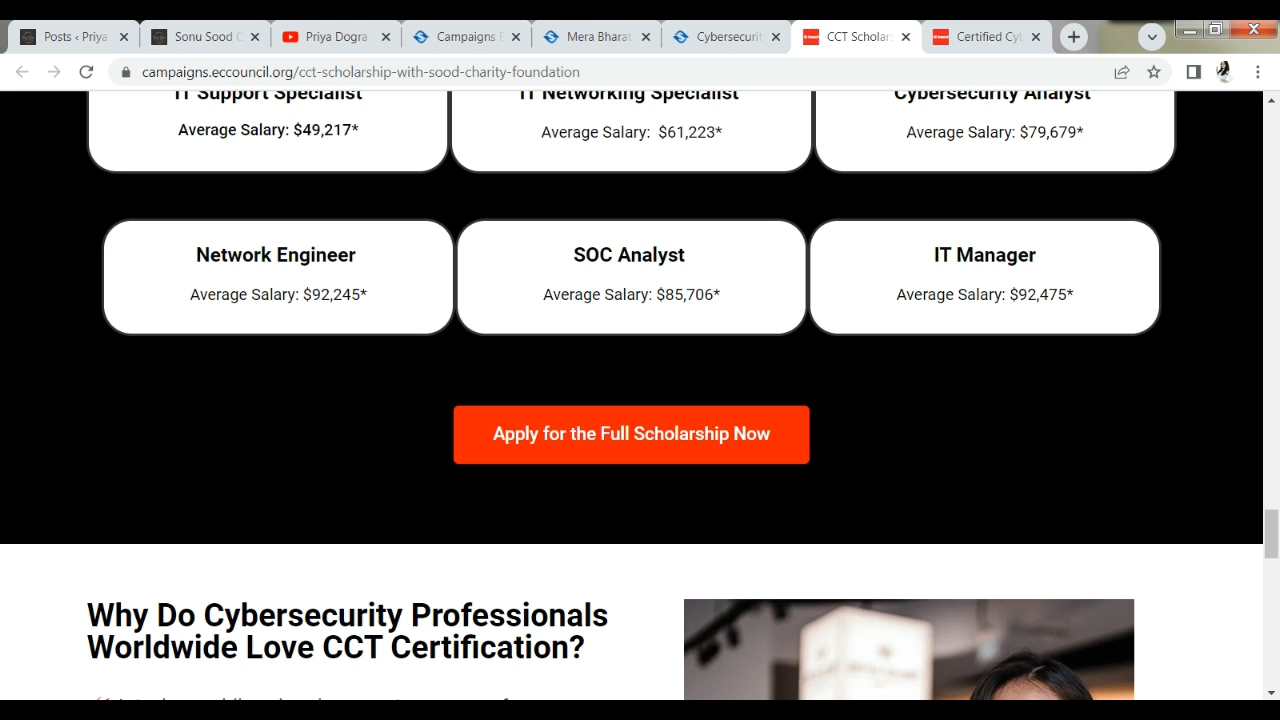 Posts ‹ Priya
Sonu Sood C
Priya Dogra
Campaigns
Mera Bharat
Cybersecurit
CCT Scholar
Certified Cyb
campaigns.eccouncil.org/cct-scholarship-with-sood-charity-foundation
IT Support Specialist
IT Networking Specialist
Cybersecurity Analyst
Average Salary: $49,217*
Average Salary: $61,223*
Average Salary: $79,679*
Network Engineer
SOC Analyst
IT Manager
Average Salary: $92,245*
Average Salary: $85,706*
Average Salary: $92,475*
Apply for the Full Scholarship Now
Why Do Cybersecurity Professionals
Worldwide Love CCT Certification?